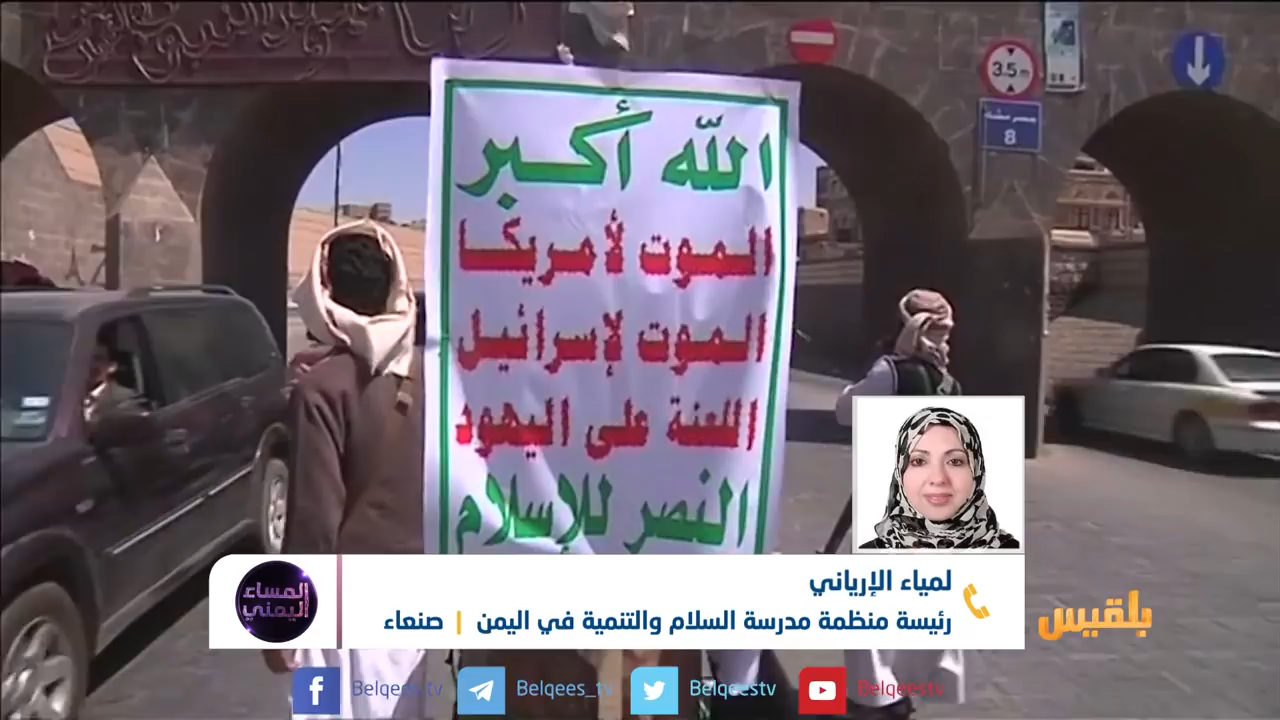 3.5 m
8
الله أكبر
الموت لأمريكا
الموت لإسرائيل
اللعنة على اليهود
النصر للإسلام
لمياء الإرياني
رئيسة منظمة مدرسة السلام والتنمية في اليمن | صنعاء
المساء
اليمني
بلقيس
Belqees_tv
Belqees_tv
Belqeestv
Belqeestv